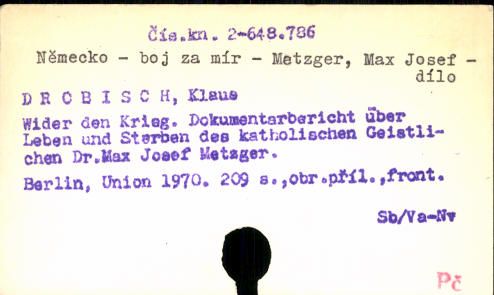 Čís.kn. 2-648.786
Německo - boj za mír - Metzger, Max Josef -
dílo
D R O B I S C H, Klaus
Wider den Krieg. Dokumentarbericht über
Leben und Sterben des katholischen Geistli-
chen Dr.Max Josef Metzger.
Berlin, Union 1970. 209 s.,obr.příl.,front.
Sb/Va-Nv
Pč